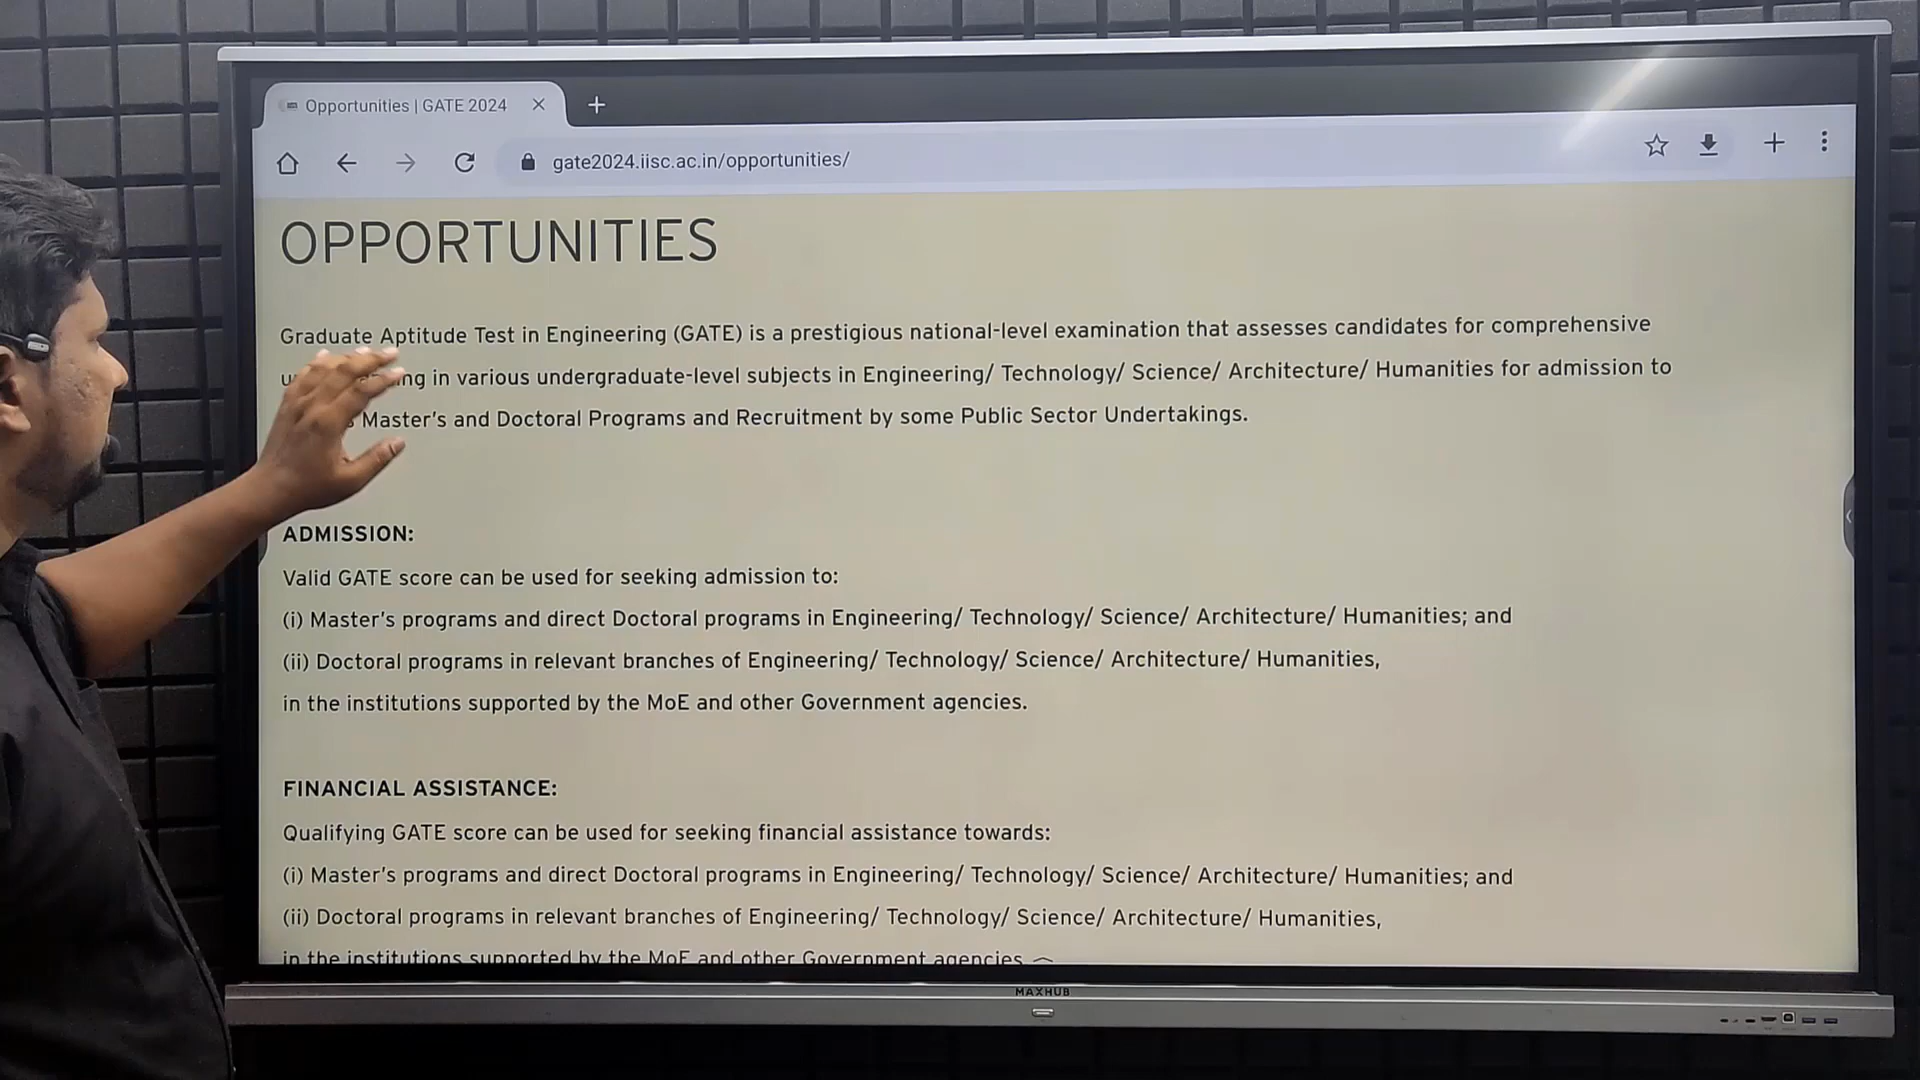 Opportunities | GATE 2024
gate2024.iisc.ac.in/opportunities/
OPPORTUNITIES
Graduate Aptitude Test in Engineering (GATE) is a prestigious national-level examination that assesses candidates for comprehensive
in various undergraduate-level subjects in Engineering/ Technology/ Science/ Architecture/ Humanities for admission to
Master's and Doctoral Programs and Recruitment by some Public Sector Undertakings.
ADMISSION:
Valid GATE score can be used for seeking admission to:
(i) Master's programs and direct Doctoral programs in Engineering/ Technology/ Science/ Architecture/ Humanities; and
(ii) Doctoral programs in relevant branches of Engineering/ Technology/ Science/ Architecture/ Humanities,
in the institutions supported by the MoE and other Government agencies.
FINANCIAL ASSISTANCE:
Qualifying GATE score can be used for seeking financial assistance towards:
(i) Master's programs and direct Doctoral programs in Engineering/ Technology/ Science/ Architecture/ Humanities; and
(ii) Doctoral programs in relevant branches of Engineering/ Technology/ Science/ Architecture/ Humanities,
in the institutions supported by the MoE and other Government agencies
MAXHUB